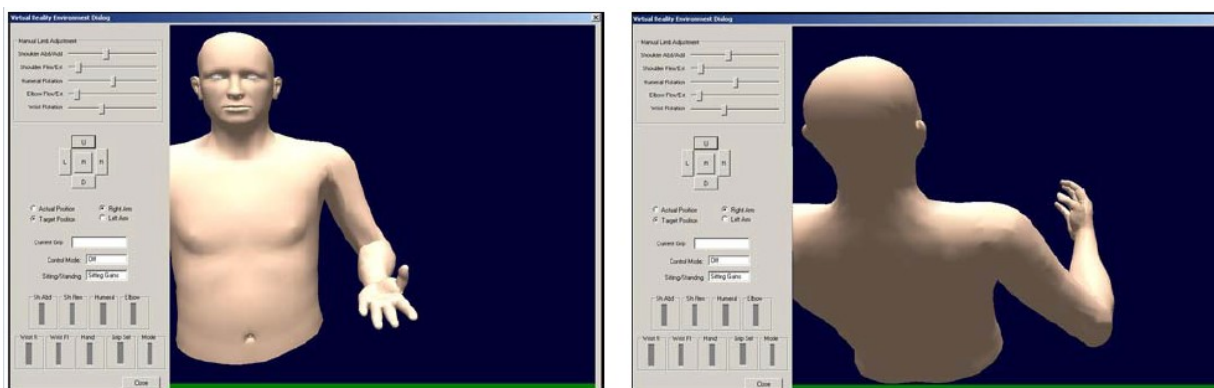 Virtual Reality Environment Dialog
Manual Limb Adjustment
Shoulder Abd/Add
Shoulder Flex/Ext
Humeral Rotation
Elbow Flex/Ext
Wrist Rotation
U
L
R
D
Actual Position
Right Arm
Target Position
Left Arm
Current Grip
Control Mode: Off
Sitting/Standing Sitting Gains
Sh Abd Sh Flex Humeral Elbow
Wrist R Wrist Fl Hand Grip Sel Mode
Close
Virtual Reality Environment Dialog
Manual Limb Adjustment
Shoulder Abd/Add
Shoulder Flex/Ext
Humeral Rotation
Elbow Flex/Ext
Wrist Rotation
U
L
R
D
Actual Position
Right Arm
Target Position
Left Arm
Current Grip
Control Mode: Off
Sitting/Standing Sitting Gains
Sh Abd Sh Flex Humeral Elbow
Wrist R Wrist Fl Hand Grip Sel Mode
Close